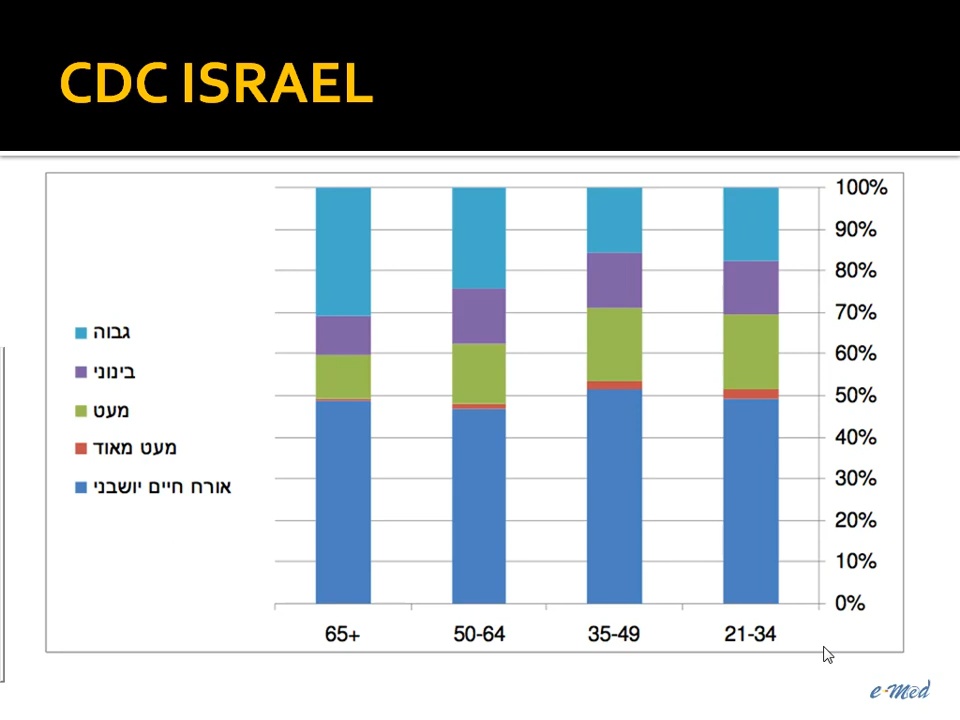 CDC ISRAEL
100%
90%
80%
70%
60%
50%
40%
30%
20%
10%
0%
גבוה
בינוני
מעט
מעט מאוד
אורח חיים יושבני
65+
50-64
35-49
21-34
e-Med